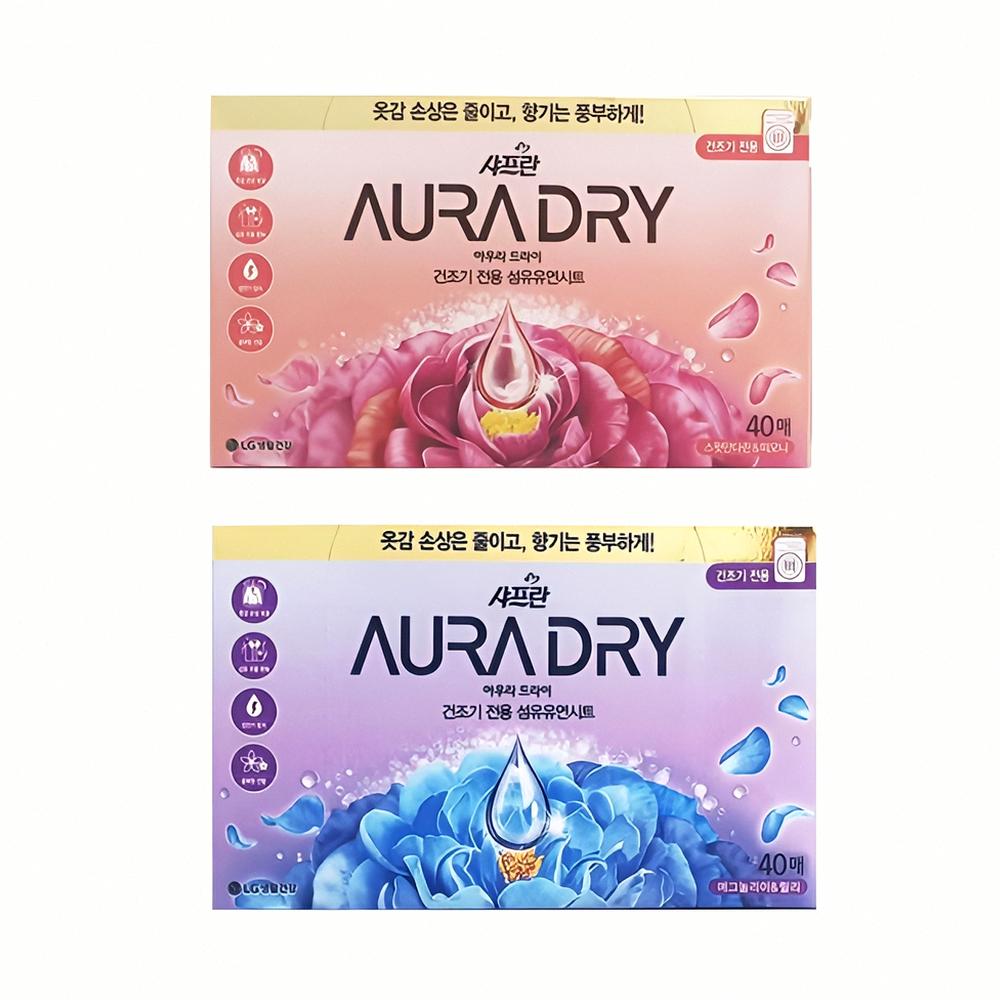 옷감 손상은 줄이고, 향기는 풍부하게!
건조기 전용
샤프란
AURA DRY
아우라 드라이
건조기 전용 섬유유연시트
40매
LG생활건강
옷감 손상은 줄이고, 향기는 풍부하게!
건조기 전용
샤프란
AURA DRY
아우라 드라이
건조기 전용 섬유유연시트
40매
LG생활건강